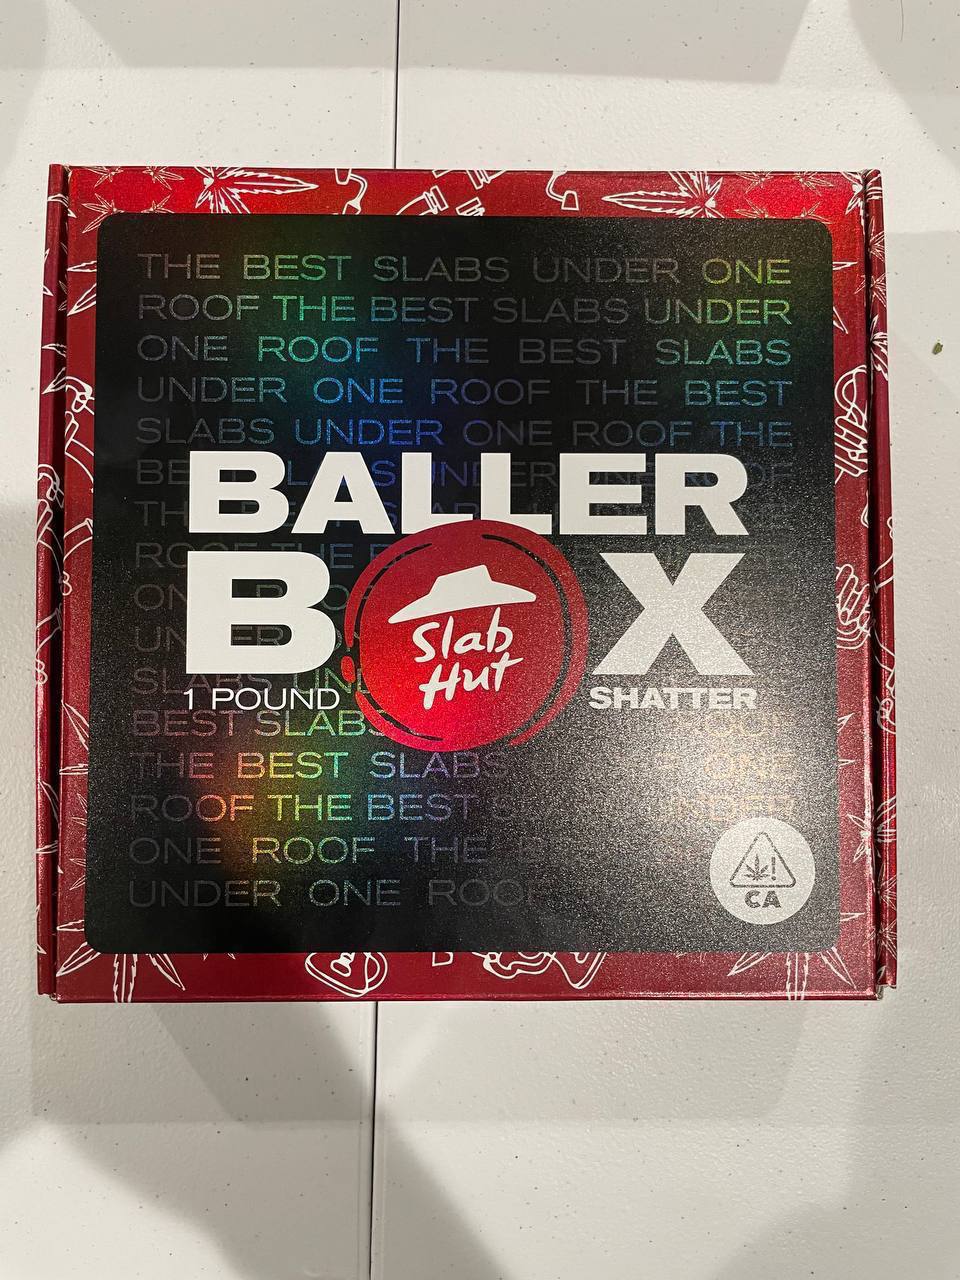 THE BEST SLABS UNDER ONE
ROOF THE BEST SLABS UNDER
ONE ROOF THE BEST SLABS
UNDER ONE ROOF THE BEST
SLABS UNDER ONE ROOF THE
BALLER
BOX
Slab
Hut
1 POUND
SHATTER
BEST SLABS
THE BEST SLABS
ROOF THE BEST
ONE ROOF THE
UNDER ONE ROOF
!
CA